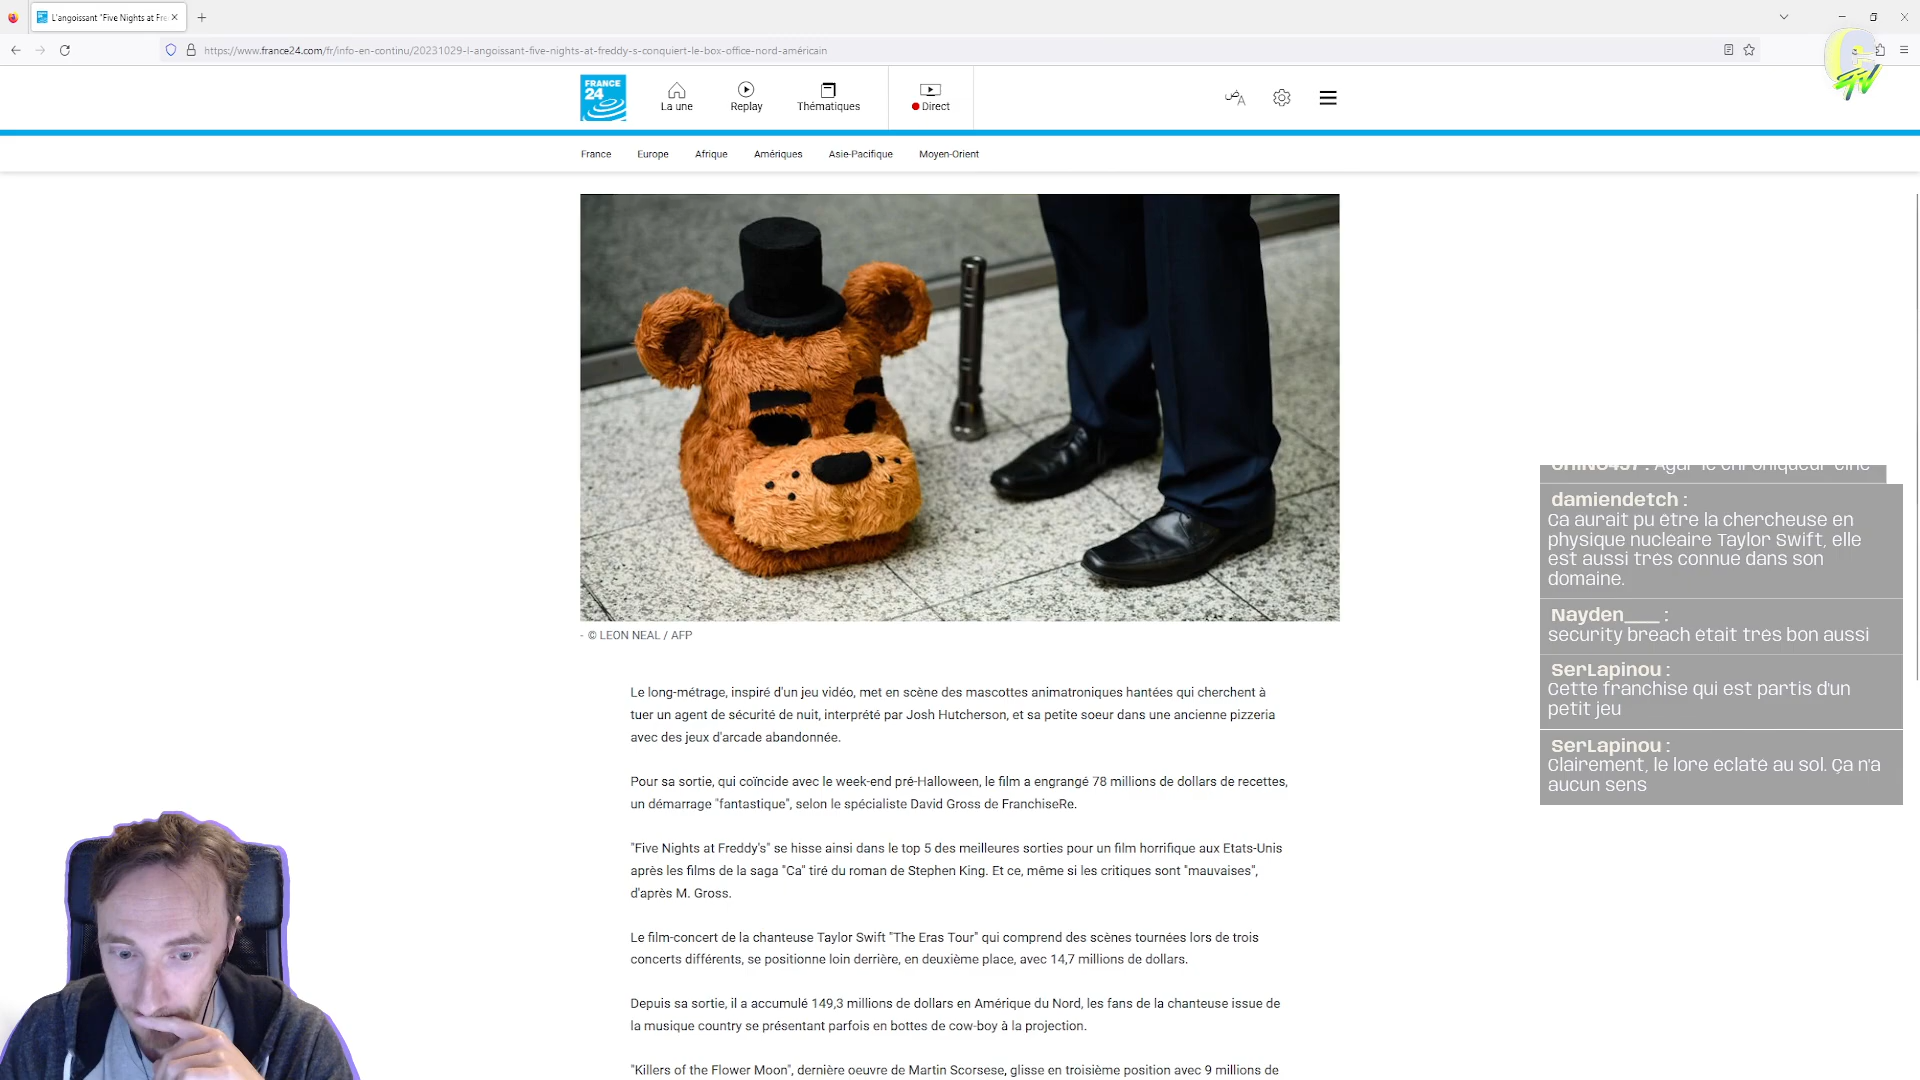 L'angoissant "Five Nights at Fre
https://www.france24.com/fr/info-en-continu/20231029-l-angoissant-five-nights-at-freddy-s-conquiert-le-box-office-nord-américain
FRANCE
24
La une
Replay
Thématiques
Direct
France
Europe
Afrique
Amériques
Asie-Pacifique
Moyen-Orient
- © LEON NEAL / AFP
Le long-métrage, inspiré d'un jeu vidéo, met en scène des mascottes animatroniques hantées qui cherchent à
tuer un agent de sécurité de nuit, interprété par Josh Hutcherson, et sa petite soeur dans une ancienne pizzeria
avec des jeux d'arcade abandonnée.
Pour sa sortie, qui coïncide avec le week-end pré-Halloween, le film a engrangé 78 millions de dollars de recettes,
un démarrage "fantastique", selon le spécialiste David Gross de FranchiseRe.
"Five Nights at Freddy's" se hisse ainsi dans le top 5 des meilleures sorties pour un film horrifique aux Etats-Unis
après les films de la saga "Ca" tiré du roman de Stephen King. Et ce, même si les critiques sont "mauvaises",
d'après M. Gross.
Le film-concert de la chanteuse Taylor Swift "The Eras Tour" qui comprend des scènes tournées lors de trois
concerts différents, se positionne loin derrière, en deuxième place, avec 14,7 millions de dollars.
Depuis sa sortie, il a accumulé 149,3 millions de dollars en Amérique du Nord, les fans de la chanteuse issue de
la musique country se présentant parfois en bottes de cow-boy à la projection.
"Killers of the Flower Moon", dernière oeuvre de Martin Scorsese, glisse en troisième position avec 9 millions de
Agar le chroniqueur ciné
damiendetch :
Ca aurait pu etre la chercheuse en
physique nucleaire Taylor Swift, elle
est aussi tres connue dans son
domaine.
Nayden___ :
security breach etait tres bon aussi
SerLapinou :
Cette franchise qui est partis d'un
petit jeu
SerLapinou :
Clairement, le lore éclaté au sol. Ça n'a
aucun sens